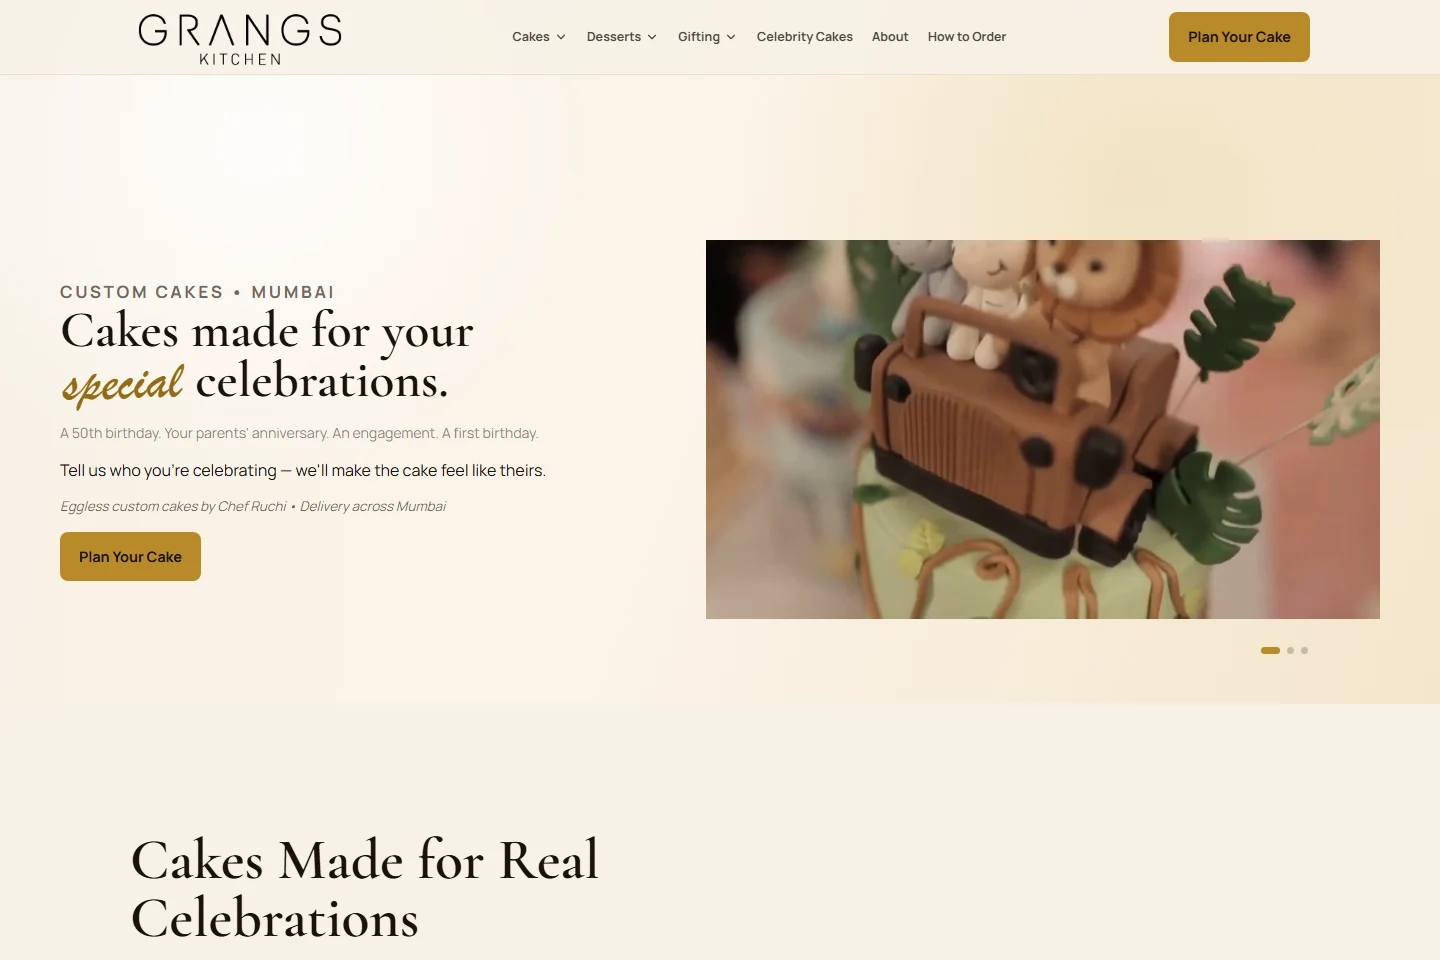 GRANGS
KITCHEN
Cakes
Desserts
Gifting
Celebrity Cakes
About
How to Order
Plan Your Cake
CUSTOM CAKES • MUMBAI
Cakes made for your
special celebrations.
A 50th birthday. Your parents' anniversary. An engagement. A first birthday.
Tell us who you're celebrating — we'll make the cake feel like theirs.
Eggless custom cakes by Chef Ruchi • Delivery across Mumbai
Plan Your Cake
Cakes Made for Real
Celebrations